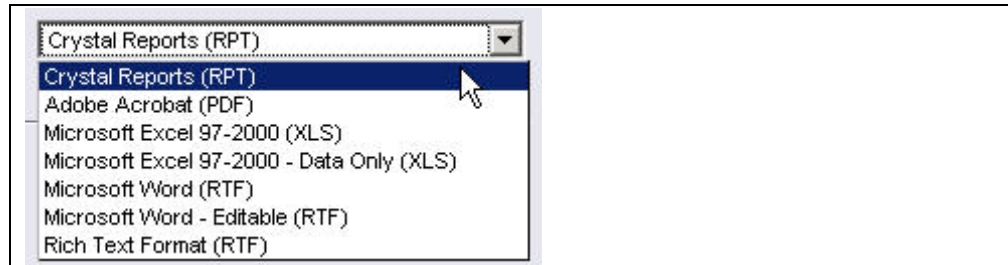 Crystal Reports (RPT)
Crystal Reports (RPT)
Adobe Acrobat (PDF)
Microsoft Excel 97-2000 (XLS)
Microsoft Excel 97-2000 - Data Only (XLS)
Microsoft Word (RTF)
Microsoft Word - Editable (RTF)
Rich Text Format (RTF)